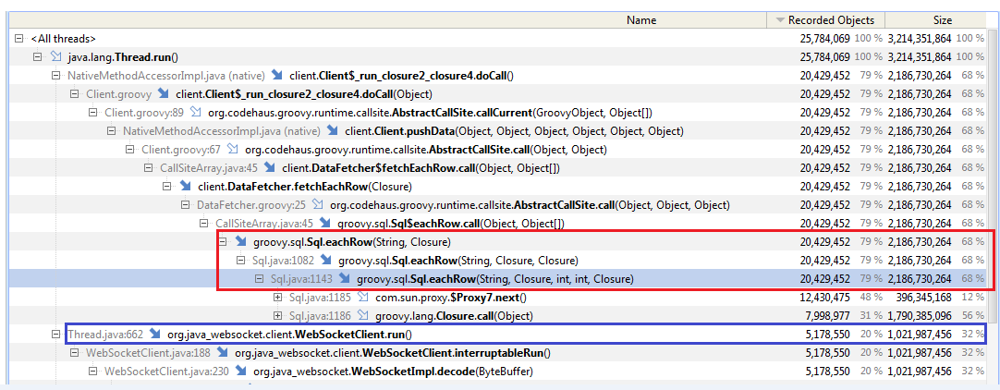 Name Recorded Objects Size
<All threads> 25,784,069 100 % 3,214,351,864 100 %
java.lang.Thread.run() 25,784,069 100 % 3,214,351,864 100 %
NativeMethodAccessorImpl.java (native) client.Client$_run_closure2_closure4.doCall() 20,429,452 79 % 2,186,730,264 68 %
Client.groovy client.Client$_run_closure2_closure4.doCall(Object) 20,429,452 79 % 2,186,730,264 68 %
Client.groovy:89 org.codehaus.groovy.runtime.callsite.AbstractCallSite.callCurrent(GroovyObject, Object[]) 20,429,452 79 % 2,186,730,264 68 %
NativeMethodAccessorImpl.java (native) client.Client.pushData(Object, Object, Object, Object, Object, Object) 20,429,452 79 % 2,186,730,264 68 %
Client.groovy:67 org.codehaus.groovy.runtime.callsite.AbstractCallSite.call(Object, Object) 20,429,452 79 % 2,186,730,264 68 %
CallSiteArray.java:45 client.DataFetcher$fetchEachRow.call(Object, Object[]) 20,429,452 79 % 2,186,730,264 68 %
client.DataFetcher.fetchEachRow(Closure) 20,429,452 79 % 2,186,730,264 68 %
DataFetcher.groovy:25 org.codehaus.groovy.runtime.callsite.AbstractCallSite.call(Object, Object, Object) 20,429,452 79 % 2,186,730,264 68 %
CallSiteArray.java:45 groovy.sql.Sql$eachRow.call(Object, Object[]) 20,429,452 79 % 2,186,730,264 68 %
groovy.sql.Sql.eachRow(String, Closure) 20,429,452 79 % 2,186,730,264 68 %
Sql.java:1082 groovy.sql.Sql.eachRow(String, Closure, Closure) 20,429,452 79 % 2,186,730,264 68 %
Sql.java:1143 groovy.sql.Sql.eachRow(String, Closure, int, int, Closure) 20,429,452 79 % 2,186,730,264 68 %
Sql.java:1185 com.sun.proxy.$Proxy7.next() 12,430,475 48 % 396,345,168 12 %
Sql.java:1186 groovy.lang.Closure.call(Object) 7,998,977 31 % 1,790,385,096 56 %
Thread.java:662 org.java_websocket.client.WebSocketClient.run() 5,178,550 20 % 1,021,987,456 32 %
WebSocketClient.java:188 org.java_websocket.client.WebSocketClient.interruptableRun() 5,178,550 20 % 1,021,987,456 32 %
WebSocketClient.java:230 org.java_websocket.WebSocketImpl.decode(ByteBuffer) 5,178,550 20 % 1,021,987,456 32 %